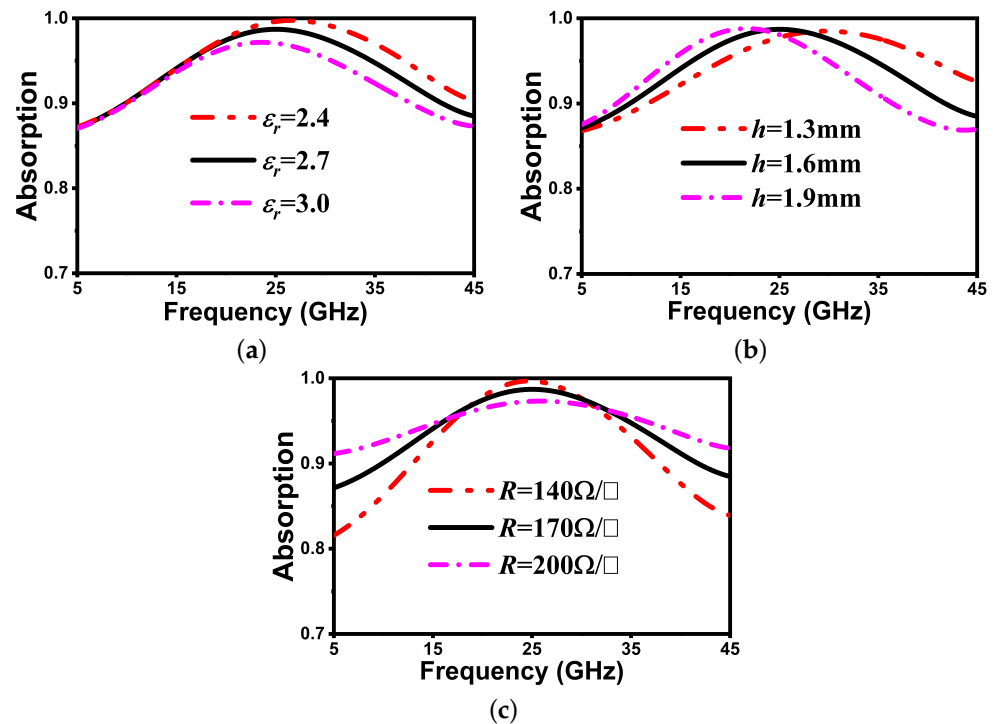 1.0
0.9
0.8
0.7
Absorption
εr=2.4
εr=2.7
εr=3.0
5 15 25 35 45
Frequency (GHz)
(a)
1.0
0.9
0.8
0.7
Absorption
h=1.3mm
h=1.6mm
h=1.9mm
5 15 25 35 45
Frequency (GHz)
(b)
1.0
0.9
0.8
0.7
Absorption
R=140Ω/□
R=170Ω/□
R=200Ω/□
5 15 25 35 45
Frequency (GHz)
(c)